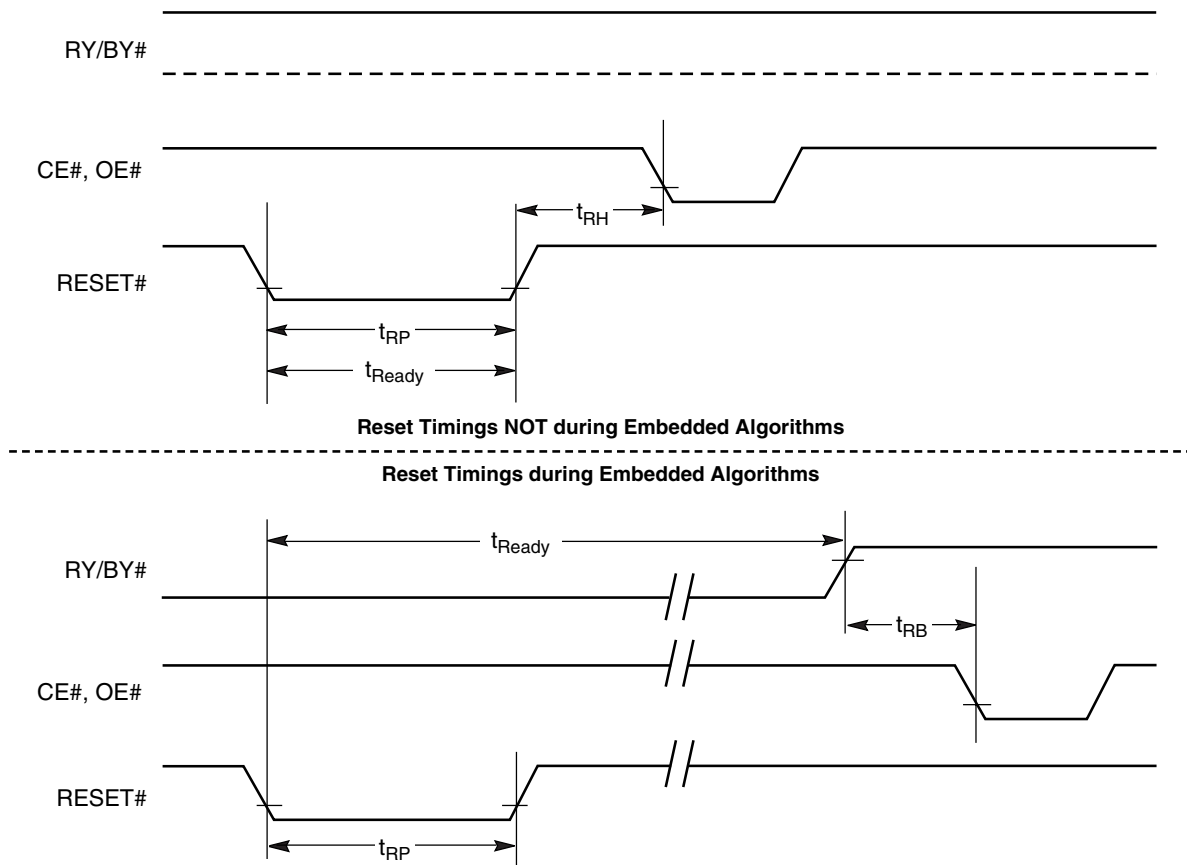 RY/BY#
CE#, OE#
tRH
RESET#
tRP
tReady
Reset Timings NOT during Embedded Algorithms
Reset Timings during Embedded Algorithms
tReady
RY/BY#
tRB
CE#, OE#
RESET#
tRP